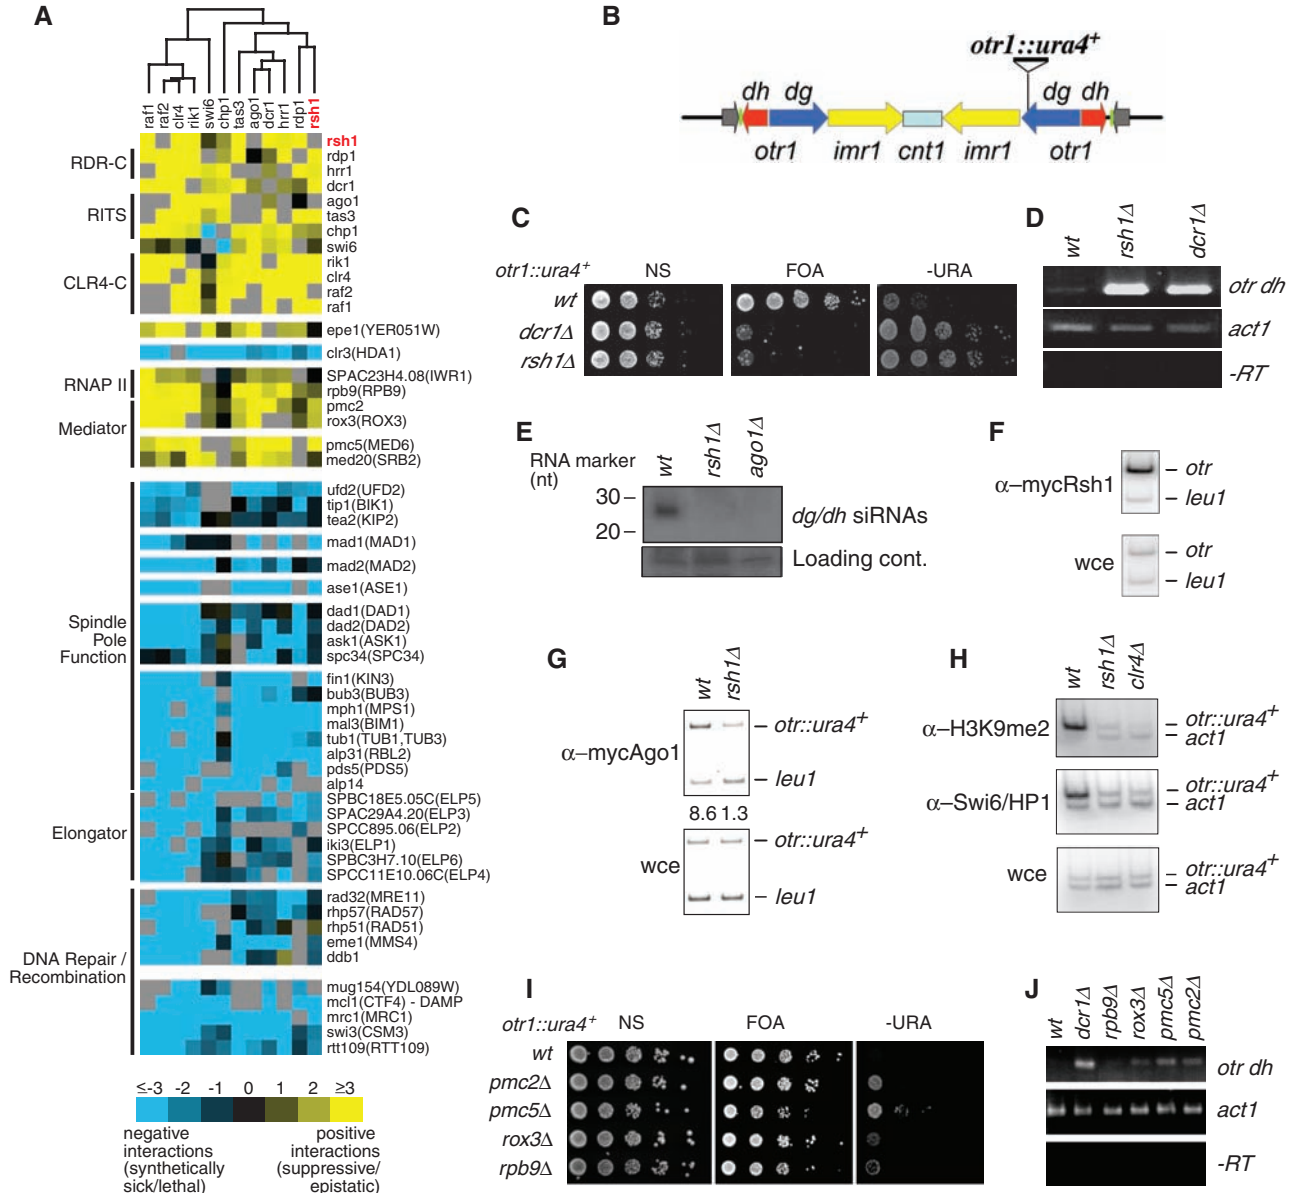 A
raf1 raf2 clr4 rik1 swi6 chp1 tas3 ago1 dcr1 hrr1 rdp1 rsh1
rsh1
RDR-C
rdp1
hrr1
dcr1
RITS
ago1
tas3
chp1
swi6
CLR4-C
rik1
clr4
raf2
raf1
epe1(YER051W)
clr3(HDA1)
RNAP II
SPAC23H4.08(IWR1)
rpb9(RPB9)
Mediator
pmc2
rox3(ROX3)
pmc5(MED6)
med20(SRB2)
Spindle
Pole
Function
ufd2(UFD2)
tip1(BIK1)
tea2(KIP2)
mad1(MAD1)
mad2(MAD2)
ase1(ASE1)
dad1(DAD1)
dad2(DAD2)
ask1(ASK1)
spc34(SPC34)
fin1(KIN3)
bub3(BUB3)
mph1(MPS1)
mal3(BIM1)
tub1(TUB1,TUB3)
alp31(RBL2)
pds5(PDS5)
alp14
Elongator
SPBC18E5.05C(ELP5)
SPAC29A4.20(ELP3)
SPCC895.06(ELP2)
iki3(ELP1)
SPBC3H7.10(ELP6)
SPCC11E10.06C(ELP4)
DNA Repair /
Recombination
rad32(MRE11)
rhp57(RAD57)
rhp51(RAD51)
eme1(MMS4)
ddb1
mug154(YDL089W)
mcl1(CTF4) - DAMP
mrc1(MRC1)
swi3(CSM3)
rtt109(RTT109)
≤-3 -2 -1 0 1 2 ≥3
negative
interactions
(synthetically
sick/lethal)
positive
interactions
(suppressive/
epistatic)
B
otr1::ura4+
dh dg dg dh
otr1 imr1 cnt1 imr1 otr1
C
otr1::ura4+ NS FOA -URA
wt
dcr1Δ
rsh1Δ
D
wt rsh1Δ dcr1Δ
otr dh
act1
-RT
E
wt rsh1Δ ago1Δ
RNA marker
(nt)
30
20
dg/dh siRNAs
Loading cont.
F
α–mycRsh1
otr
leu1
wce
otr
leu1
G
wt rsh1Δ
α–mycAgo1
otr::ura4+
leu1
8.6 1.3
wce
otr::ura4+
leu1
H
wt rsh1Δ clr4Δ
α–H3K9me2
otr::ura4+
act1
α–Swi6/HP1
otr::ura4+
act1
wce
otr::ura4+
act1
I
otr1::ura4+ NS FOA -URA
wt
pmc2Δ
pmc5Δ
rox3Δ
rpb9Δ
J
wt dcr1Δ rpb9Δ rox3Δ pmc5Δ pmc2Δ
otr dh
act1
-RT